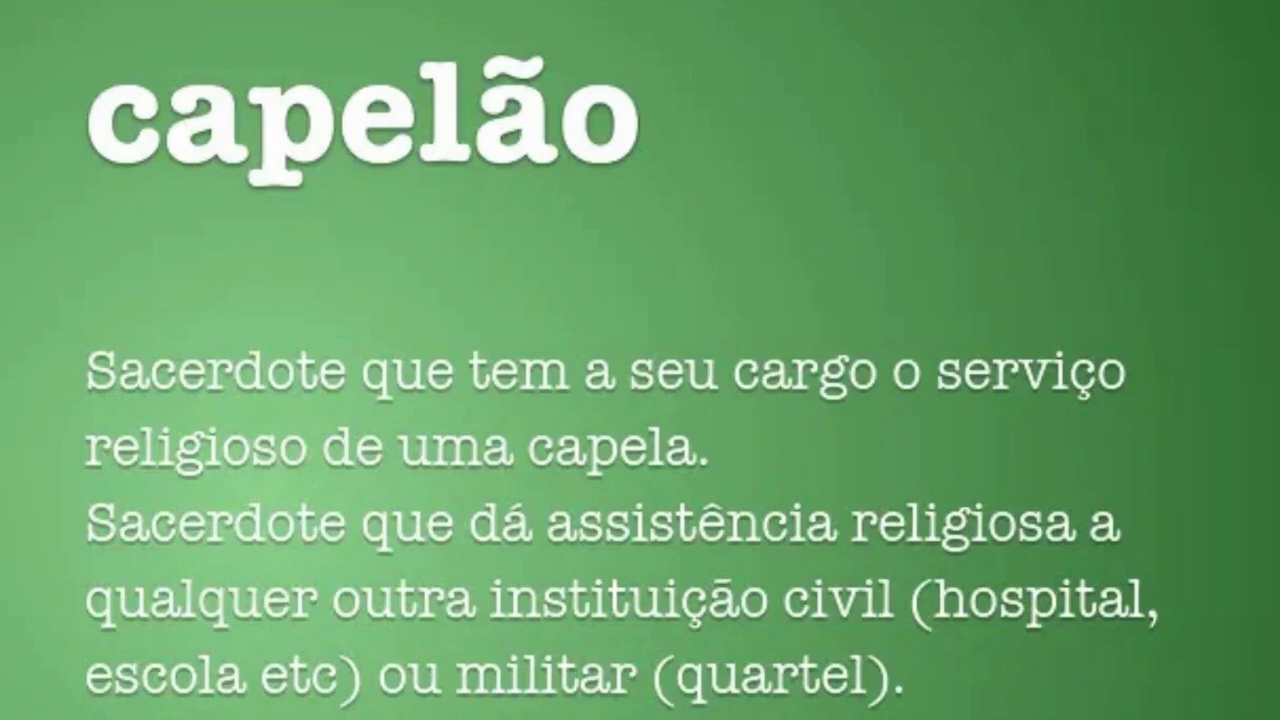 capelão
Sacerdote que tem a seu cargo o serviço
religioso de uma capela.
Sacerdote que dá assistência religiosa a
qualquer outra instituição civil (hospital,
escola etc) ou militar (quartel).